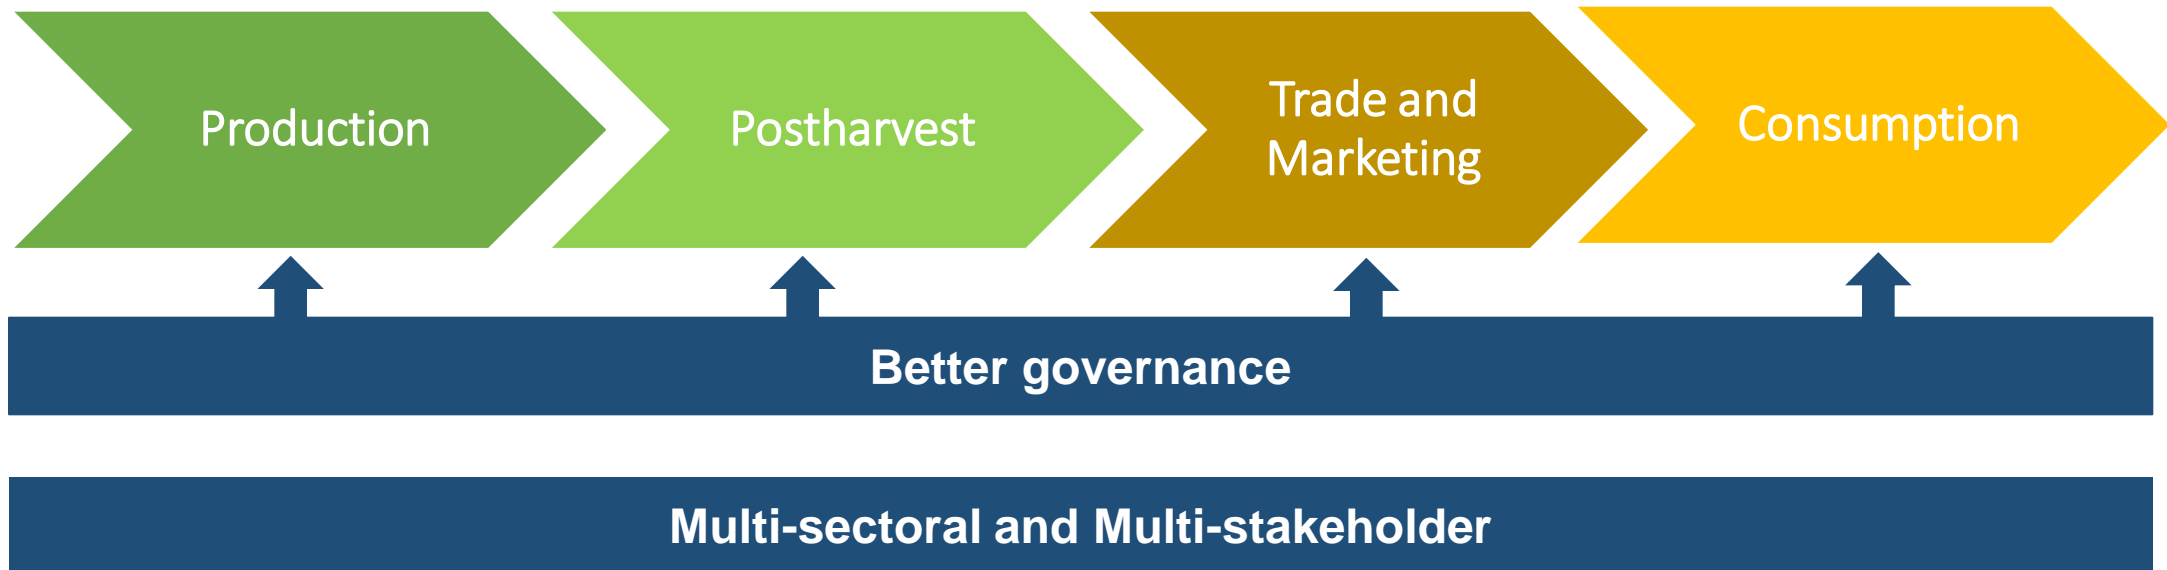 Production
Postharvest
Trade and
Marketing
Consumption
Better governance
Multi-sectoral and Multi-stakeholder